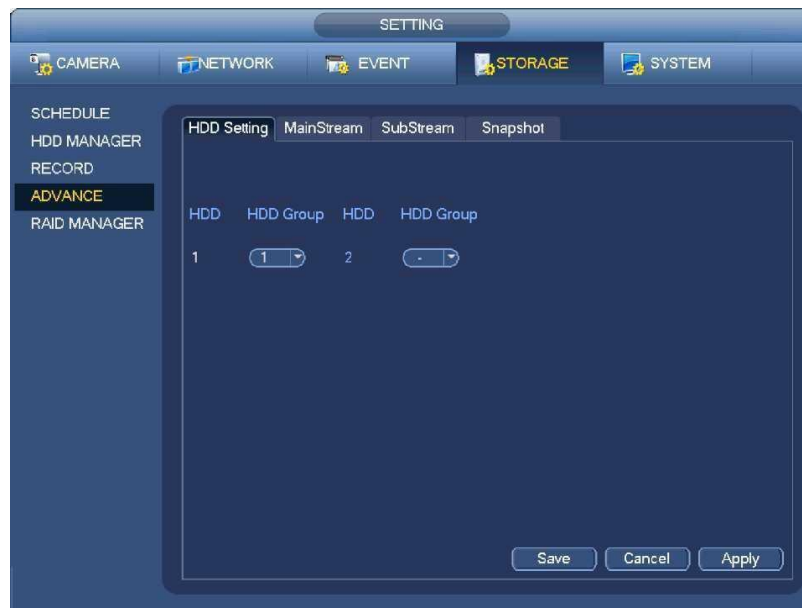 SETTING
CAMERA NETWORK EVENT STORAGE SYSTEM
SCHEDULE
HDD MANAGER
RECORD
ADVANCE
RAID MANAGER
HDD Setting MainStream SubStream Snapshot
HDD HDD Group HDD HDD Group
1 1 2 -
Save Cancel Apply